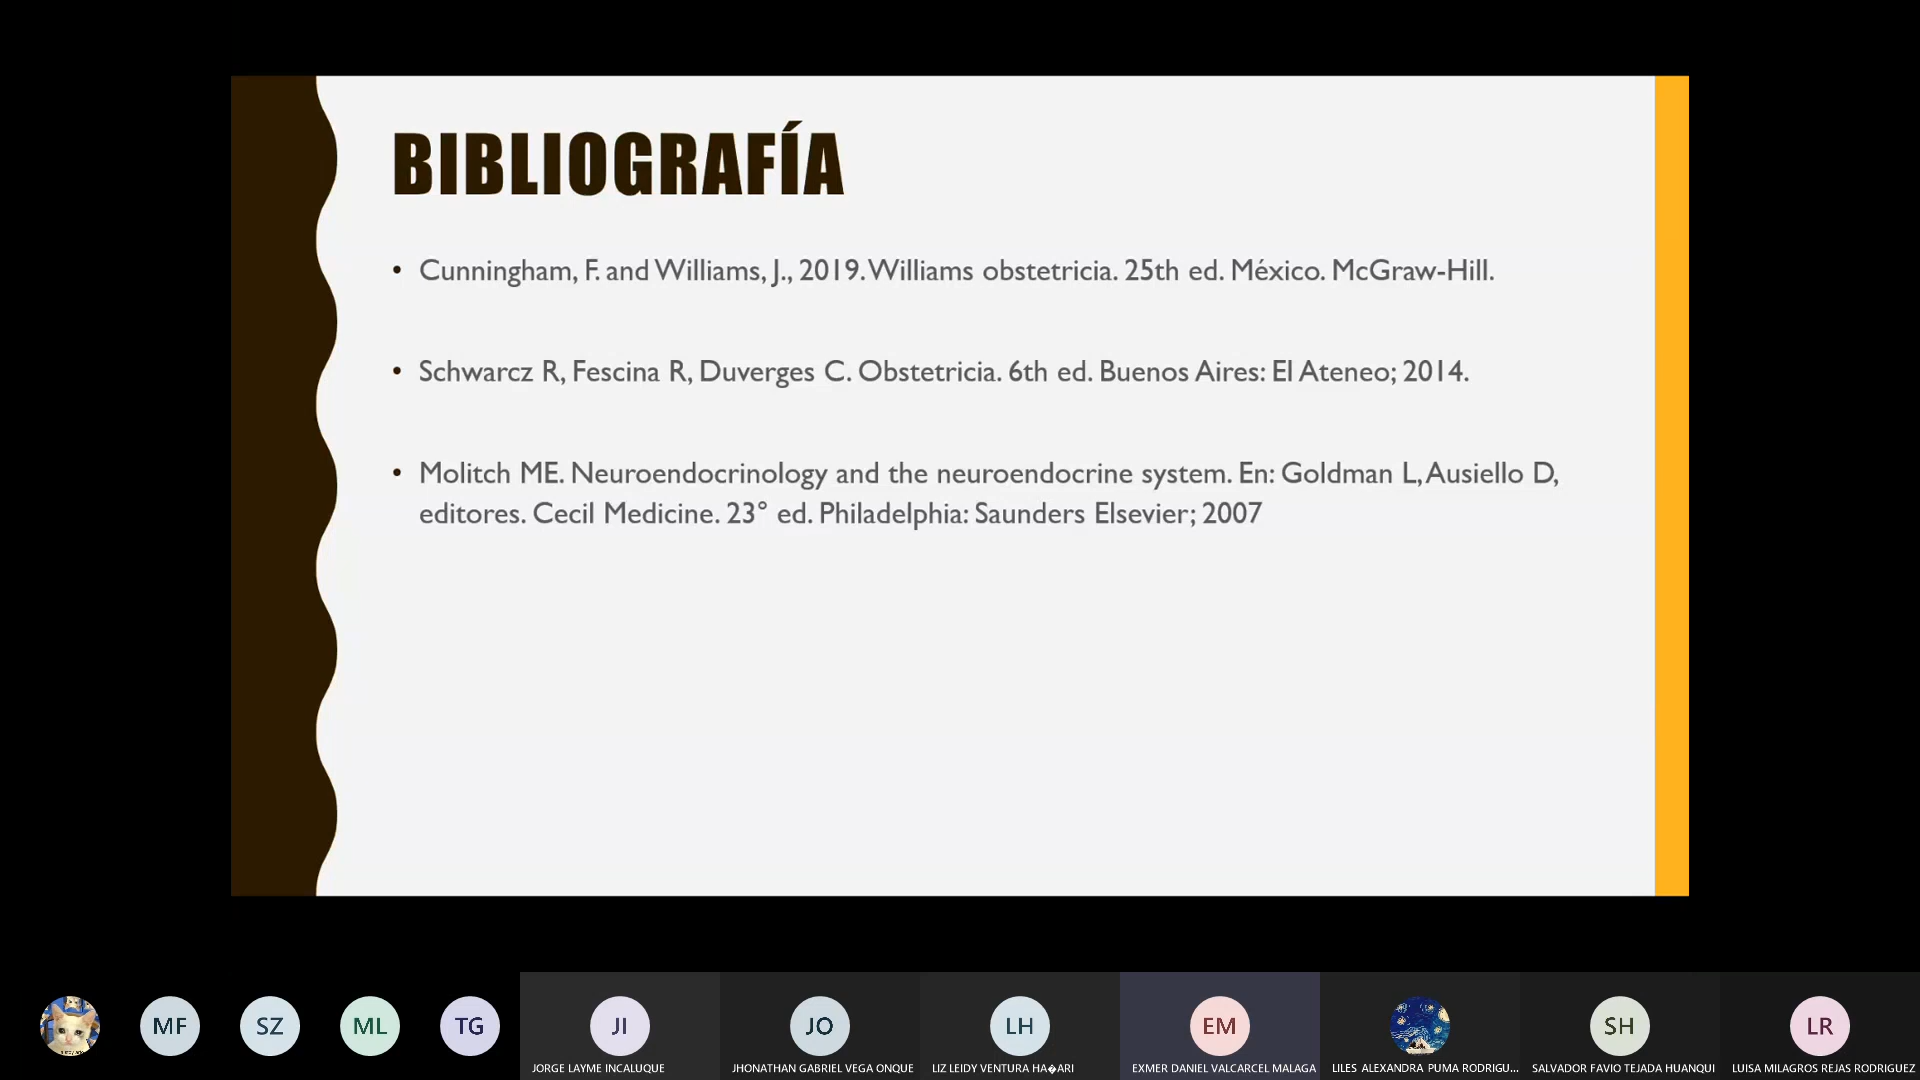 BIBLIOGRAFÍA
• Cunningham, F. and Williams, J., 2019. Williams obstetricia. 25th ed. México. McGraw-Hill.
• Schwarcz R, Fescina R, Duverges C. Obstetricia. 6th ed. Buenos Aires: El Ateneo; 2014.
• Molitch ME. Neuroendocrinology and the neuroendocrine system. En: Goldman L, Ausiello D,
editores. Cecil Medicine. 23° ed. Philadelphia: Saunders Elsevier; 2007
MF SZ ML TG JI JO LH EM SH LR
JORGE LAYME INCALUQUE JHONATHAN GABRIEL VEGA ONQUE LIZ LEIDY VENTURA HA�ARI EXMER DANIEL VALCARCEL MALAGA LILES ALEXANDRA PUMA RODRIGU... SALVADOR FAVIO TEJADA HUANQUI LUISA MILAGROS REJAS RODRIGUEZ